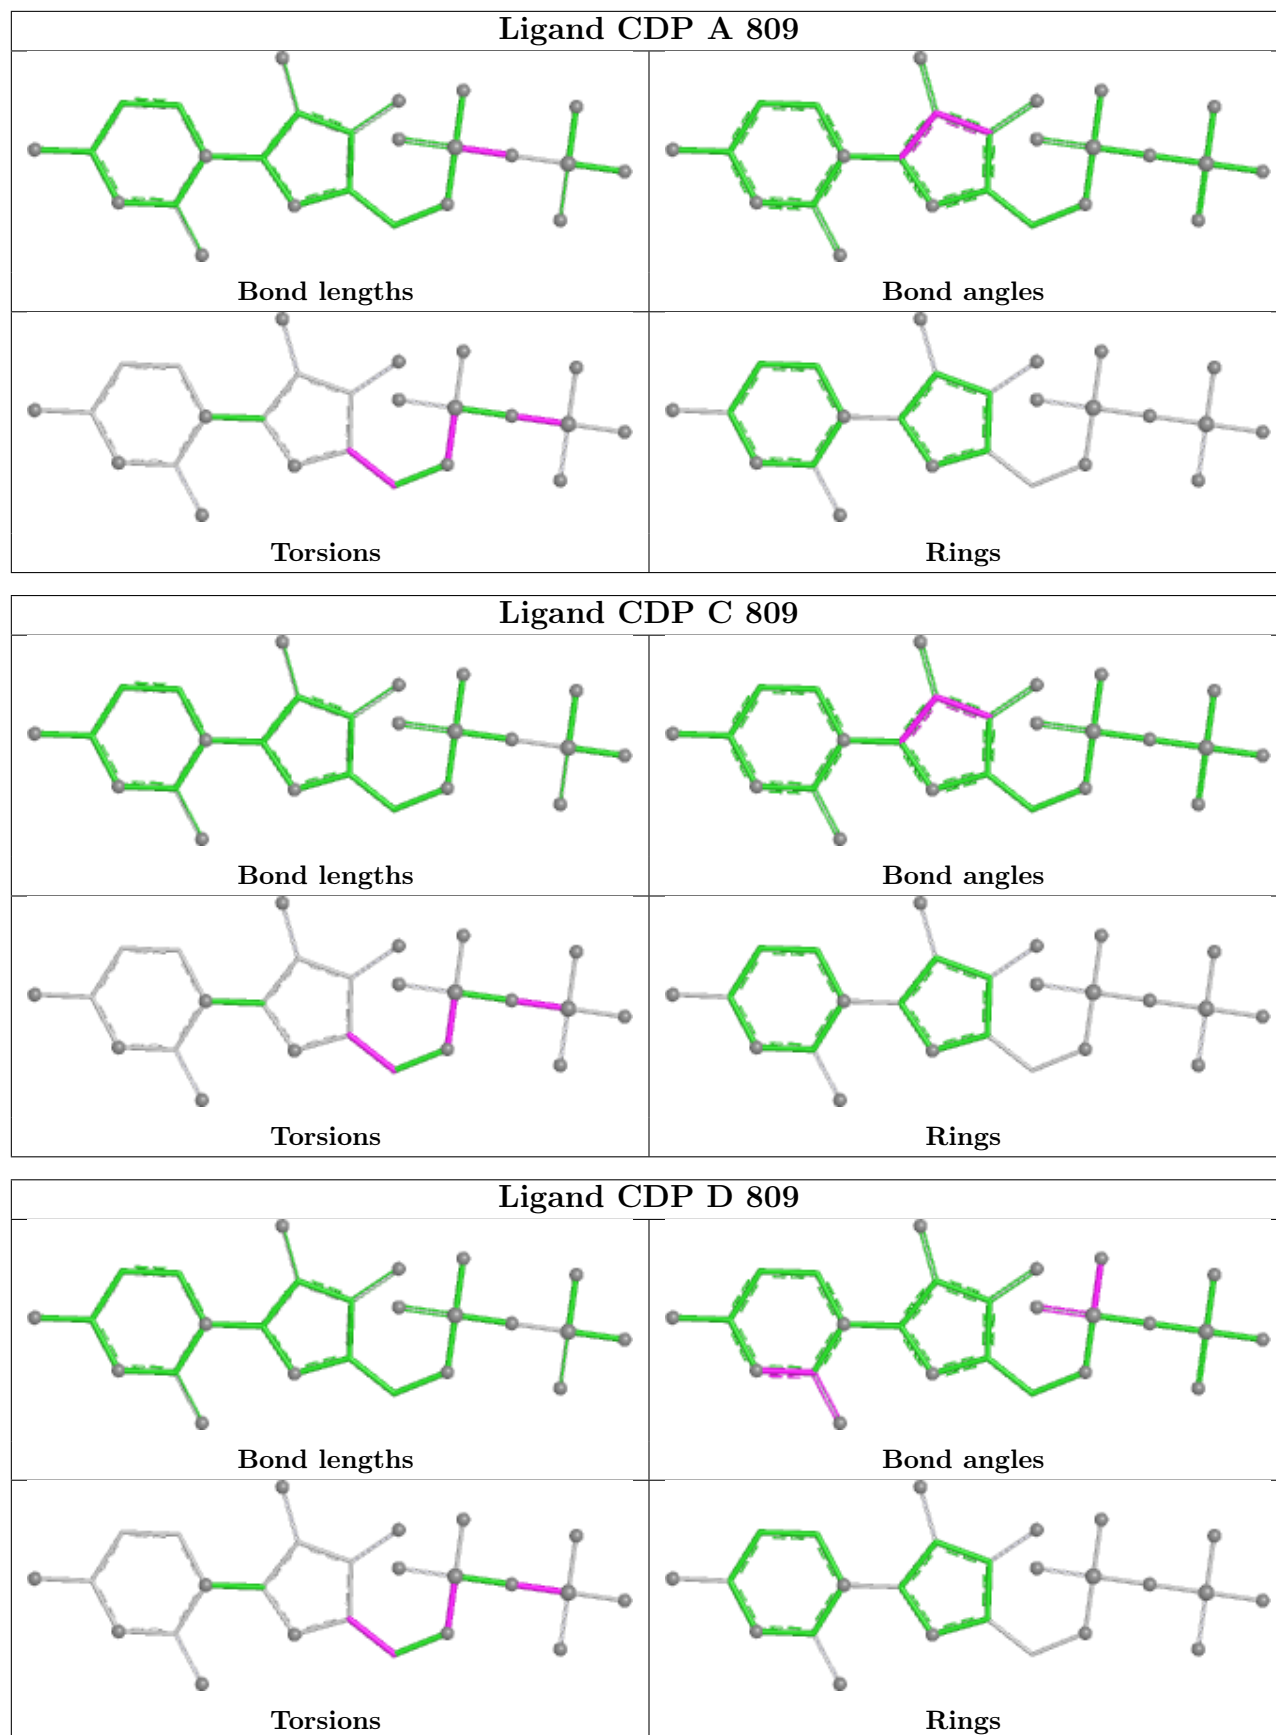 Ligand CDP A 809
Bond lengths
Bond angles
Torsions
Rings
Ligand CDP C 809
Bond lengths
Bond angles
Torsions
Rings
Ligand CDP D 809
Bond lengths
Bond angles
Torsions
Rings